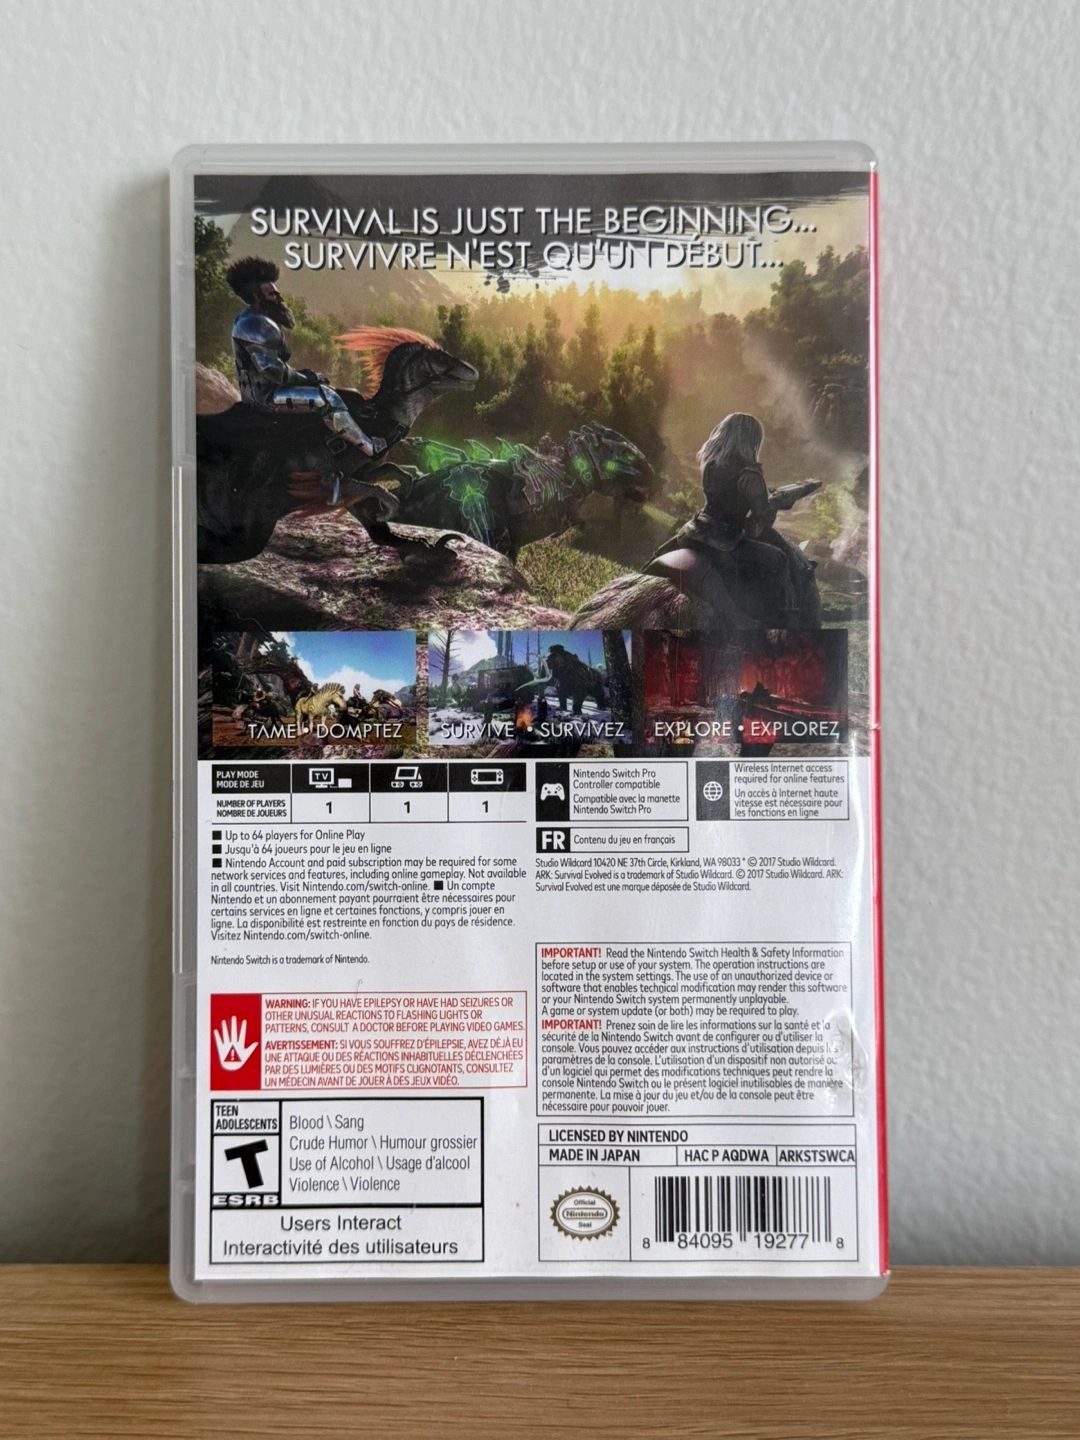 SURVIVAL IS JUST THE BEGINNING...
SURVIVRE N'EST QU'UN DÉBUT...
TAME • DOMPTEZ
SURVIVE • SURVIVEZ
EXPLORE • EXPLOREZ
PLAY MODE
MODE DE JEU
TV
NUMBER OF PLAYERS
NOMBRE DE JOUEURS
1
1
1
■ Up to 64 players for Online Play
■ Jusqu'à 64 joueurs pour le jeu en ligne
■ Nintendo Account and paid subscription may be required for some
network services and features, including online gameplay. Not available
in all countries. Visit Nintendo.com/switch-online. ■ Un compte
Nintendo et un abonnement payant pourraient être nécessaires pour
certains services en ligne et certaines fonctions, y compris jouer en
ligne. La disponibilité est restreinte en fonction du pays de résidence.
Visitez Nintendo.com/switch-online.
Nintendo Switch is a trademark of Nintendo.
Nintendo Switch Pro
Controller compatible
Compatible avec la manette
Nintendo Switch Pro
Wireless Internet access
required for online features
Un accès à Internet haute
vitesse est nécessaire pour
les fonctions en ligne
FR Contenu du jeu en français
Studio Wildcard 10420 NE 37th Circle, Kirkland, WA 98033 * © 2017 Studio Wildcard.
ARK: Survival Evolved is a trademark of Studio Wildcard. © 2017 Studio Wildcard. ARK:
Survival Evolved est une marque déposée de Studio Wildcard.
IMPORTANT! Read the Nintendo Switch Health & Safety Information
before setup or use of your system. The operation instructions are
located in the system settings. The use of an unauthorized device or
software that enables technical modification may render this software
or your Nintendo Switch system permanently unplayable.
A game or system update (or both) may be required to play.
IMPORTANT! Prenez soin de lire les informations sur la santé et la
sécurité de la Nintendo Switch avant de configurer ou d'utiliser la
console. Vous pouvez accéder aux instructions d'utilisation depuis les
paramètres de la console. L'utilisation d'un dispositif non autorisé ou
d'un logiciel qui permet des modifications techniques peut rendre la
console Nintendo Switch ou le présent logiciel inutilisables de manière
permanente. La mise à jour du jeu et/ou de la console peut être
nécessaire pour pouvoir jouer.
WARNING: IF YOU HAVE EPILEPSY OR HAVE HAD SEIZURES OR
OTHER UNUSUAL REACTIONS TO FLASHING LIGHTS OR
PATTERNS, CONSULT A DOCTOR BEFORE PLAYING VIDEO GAMES.
AVERTISSEMENT: SI VOUS SOUFFREZ D'ÉPILEPSIE, AVEZ DÉJÀ EU
UNE ATTAQUE OU DES RÉACTIONS INHABITUELLES DÉCLENCHÉES
PAR DES LUMIÈRES OU DES MOTIFS CLIGNOTANTS, CONSULTEZ
UN MÉDECIN AVANT DE JOUER À DES JEUX VIDÉO.
TEEN
ADOLESCENTS
T
ESRB
Blood \ Sang
Crude Humor \ Humour grossier
Use of Alcohol \ Usage d'alcool
Violence \ Violence
Users Interact
Interactivité des utilisateurs
LICENSED BY NINTENDO
MADE IN JAPAN
HAC P AQDWA
ARKSTSWCA
Official
Nintendo
Seal
8 84095 19277 8